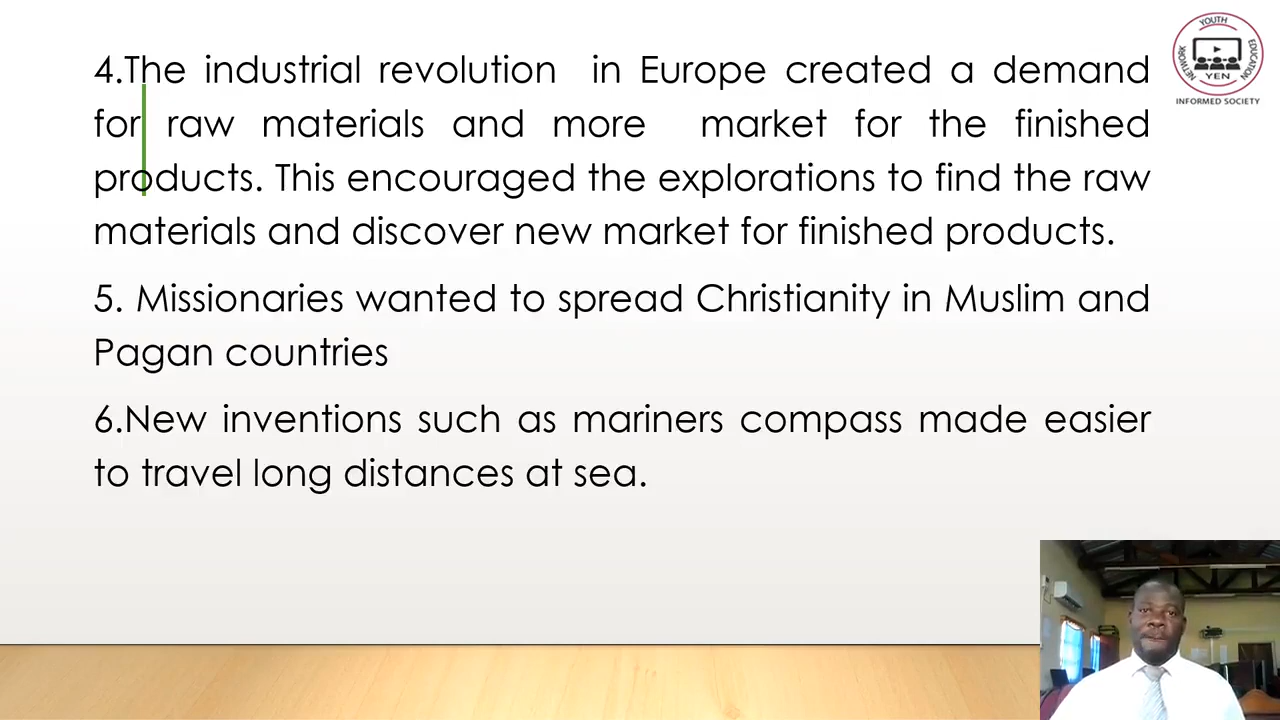 4.The industrial revolution in Europe created a demand
for raw materials and more market for the finished
products. This encouraged the explorations to find the raw
materials and discover new market for finished products.
5. Missionaries wanted to spread Christianity in Muslim and
Pagan countries
6.New inventions such as mariners compass made easier
to travel long distances at sea.
YOUTH
EDUCATION
NETWORK
YEN
INFORMED SOCIETY